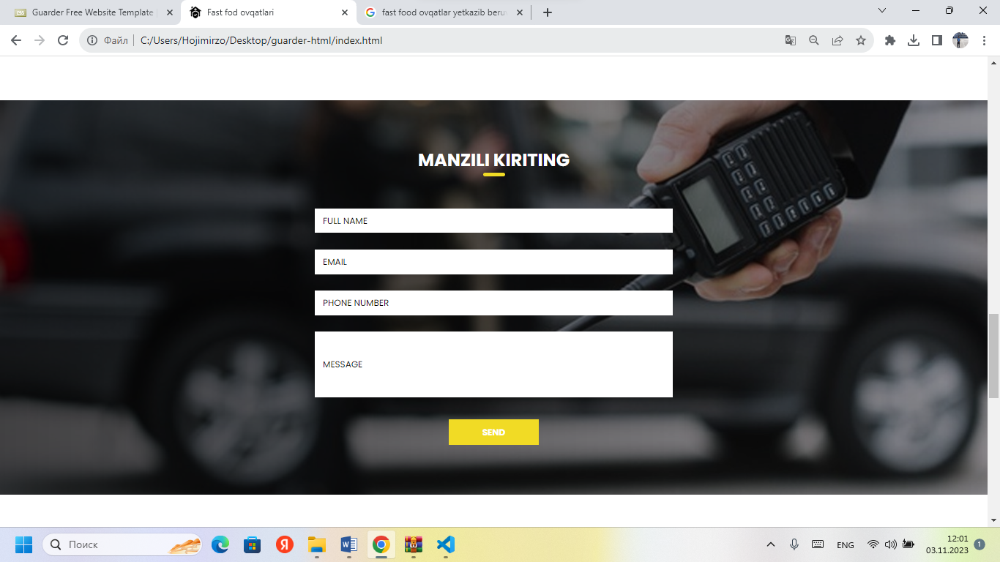 Guarder Free Website Template
Fast fod ovqatlari
fast food ovqatlar yetkazib beru
Файл
C:/Users/Hojimirzo/Desktop/guarder-html/index.html
MANZILI KIRITING
FULL NAME
EMAIL
PHONE NUMBER
MESSAGE
SEND
Поиск
ENG
12:01
03.11.2023
1